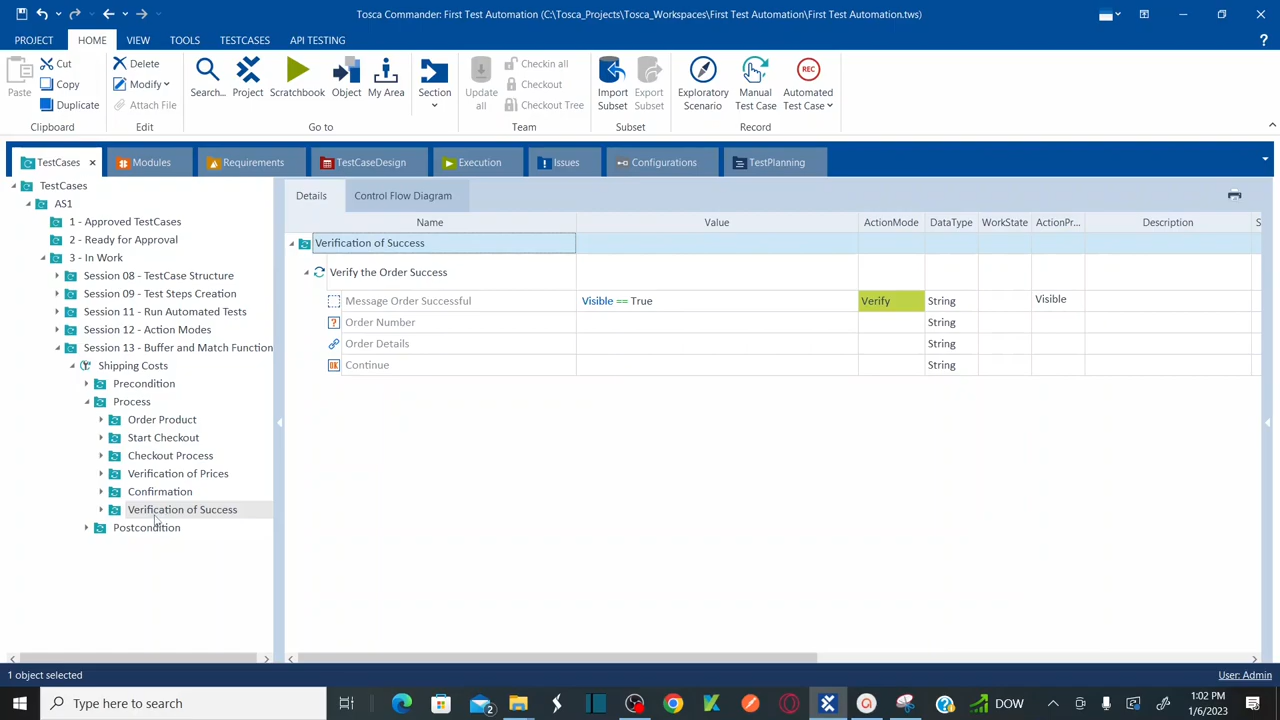 Tosca Commander: First Test Automation (C:\Tosca_Projects\Tosca_Workspaces\First Test Automation\First Test Automation.tws)
PROJECT HOME VIEW TOOLS TESTCASES API TESTING ?
Paste Cut Copy Duplicate
Delete Modify Attach File
Search... Project Scratchbook Object My Area Section
Update all Checkin all Checkout Checkout Tree
Import Subset Export Subset
Exploratory Scenario Manual Test Case REC Automated Test Case
Clipboard Edit Go to Team Subset Record
TestCases Modules Requirements TestCaseDesign Execution Issues Configurations TestPlanning
TestCases
AS1
1 - Approved TestCases
2 - Ready for Approval
3 - In Work
Session 08 - TestCase Structure
Session 09 - Test Steps Creation
Session 11 - Run Automated Tests
Session 12 - Action Modes
Session 13 - Buffer and Match Function
Shipping Costs
Precondition
Process
Order Product
Start Checkout
Checkout Process
Verification of Prices
Confirmation
Verification of Success
Postcondition
Details Control Flow Diagram
Name Value ActionMode DataType WorkState ActionPr... Description S
Verification of Success
Verify the Order Success
Message Order Successful Visible == True Verify String Visible
Order Number String
Order Details String
OK Continue String
1 object selected User: Admin
Type here to search 2 DOW 1:02 PM
1/6/2023